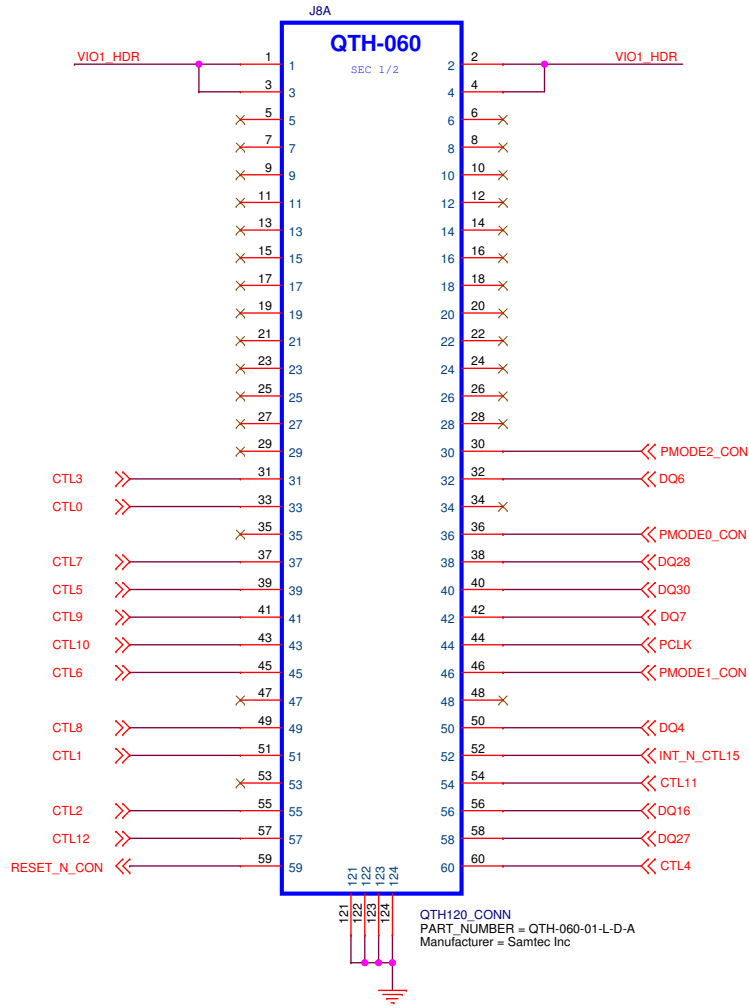 J8A
QTH-060
SEC 1/2
VIO1_HDR 1 1 2 2 VIO1_HDR
3 3 4 4
5 5 6 6
7 7 8 8
9 9 10 10
11 11 12 12
13 13 14 14
15 15 16 16
17 17 18 18
19 19 20 20
21 21 22 22
23 23 24 24
25 25 26 26
27 27 28 28
29 29 30 30 PMODE2_CON
CTL3 31 31 32 32 DQ6
CTL0 33 33 34 34
35 35 36 36 PMODE0_CON
CTL7 37 37 38 38 DQ28
CTL5 39 39 40 40 DQ30
CTL9 41 41 42 42 DQ7
CTL10 43 43 44 44 PCLK
CTL6 45 45 46 46 PMODE1_CON
47 47 48 48
CTL8 49 49 50 50 DQ4
CTL1 51 51 52 52 INT_N_CTL15
53 53 54 54 CTL11
CTL2 55 55 56 56 DQ16
CTL12 57 57 58 58 DQ27
RESET_N_CON 59 59 60 60 CTL4
121 122 123 124
121 122 123 124
QTH120_CONN
PART_NUMBER = QTH-060-01-L-D-A
Manufacturer = Samtec Inc